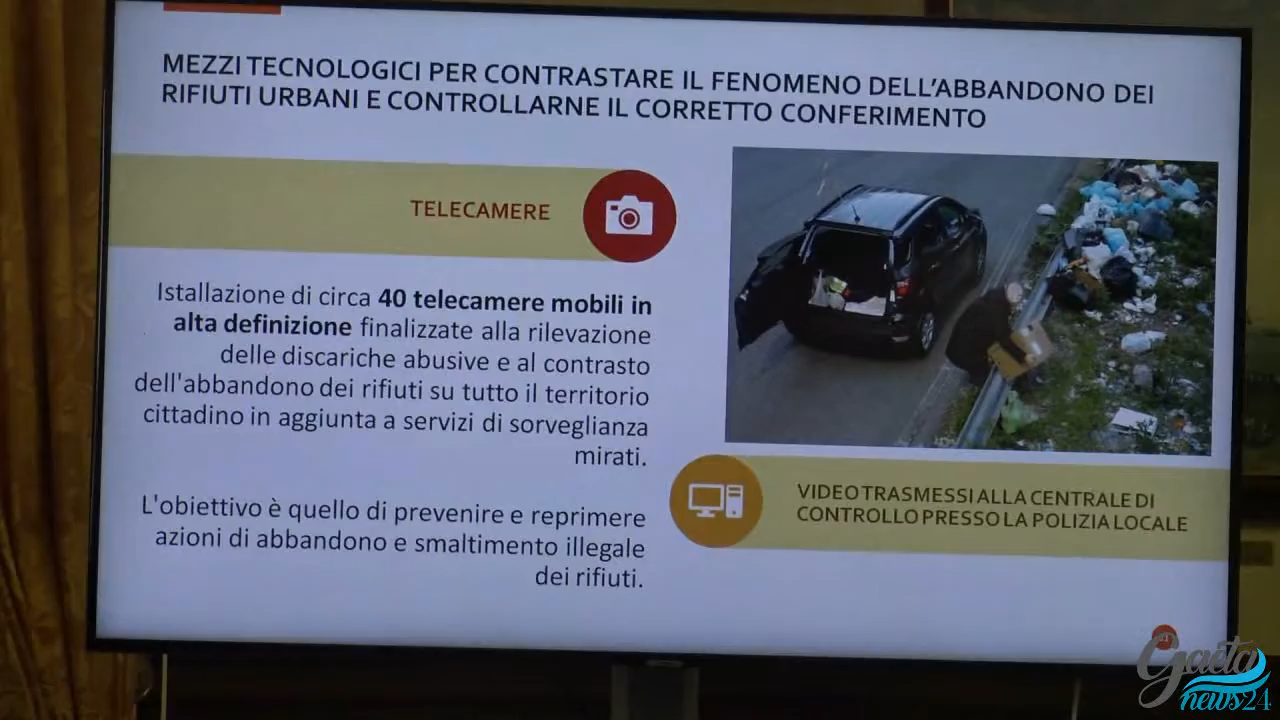 MEZZI TECNOLOGICI PER CONTRASTARE IL FENOMENO DELL'ABBANDONO DEI
RIFIUTI URBANI E CONTROLLARNE IL CORRETTO CONFERIMENTO
TELECAMERE
Istallazione di circa 40 telecamere mobili in
alta definizione finalizzate alla rilevazione
delle discariche abusive e al contrasto
dell'abbandono dei rifiuti su tutto il territorio
cittadino in aggiunta a servizi di sorveglianza
mirati.
L'obiettivo è quello di prevenire e reprimere
azioni di abbandono e smaltimento illegale
dei rifiuti.
VIDEO TRASMESSI ALLA CENTRALE DI
CONTROLLO PRESSO LA POLIZIA LOCALE
Gaeta
news24